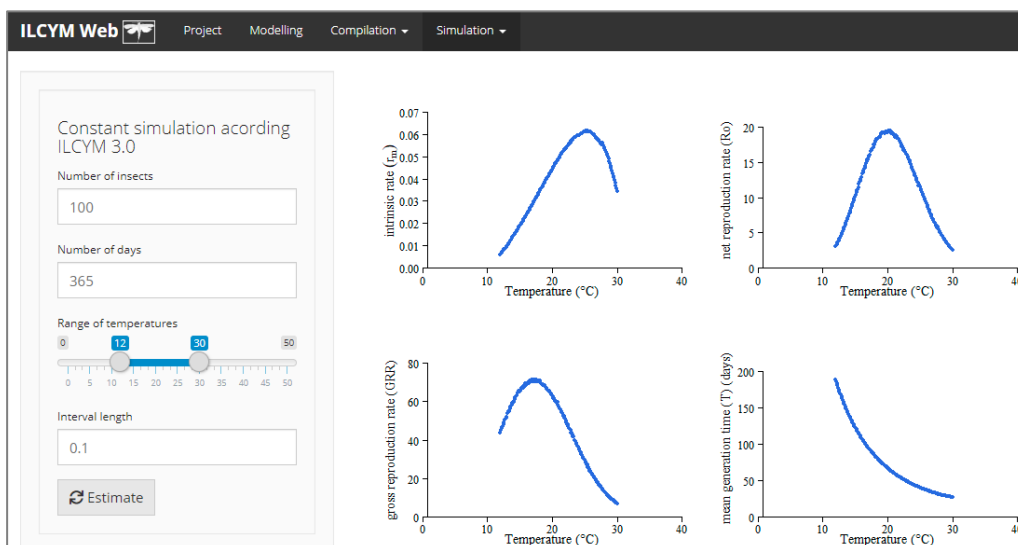 ILCYM Web Project Modelling Compilation Simulation
Constant simulation acording
ILCYM 3.0
Number of insects
100
Number of days
365
Range of temperatures
0 12 30 50
0 5 10 15 20 25 30 35 40 45 50
Interval length
0.1
Estimate
intrinsic rate (rm)
0.07
0.06
0.05
0.04
0.03
0.02
0.01
0.00
0 10 20 30 40
Temperature (°C)
net reproduction rate (Ro)
20
15
10
5
0
0 10 20 30 40
Temperature (°C)
gross reproduction rate (GRR)
80
60
40
20
0
0 10 20 30 40
Temperature (°C)
mean generation time (T) (days)
200
150
100
50
0
0 10 20 30 40
Temperature (°C)